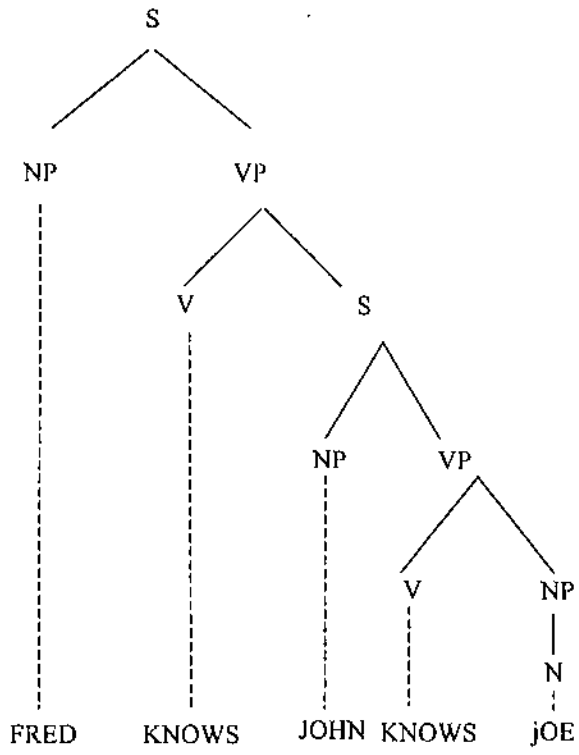 S
NP VP
V S
NP VP
V NP
N
FRED KNOWS JOHN KNOWS jOE